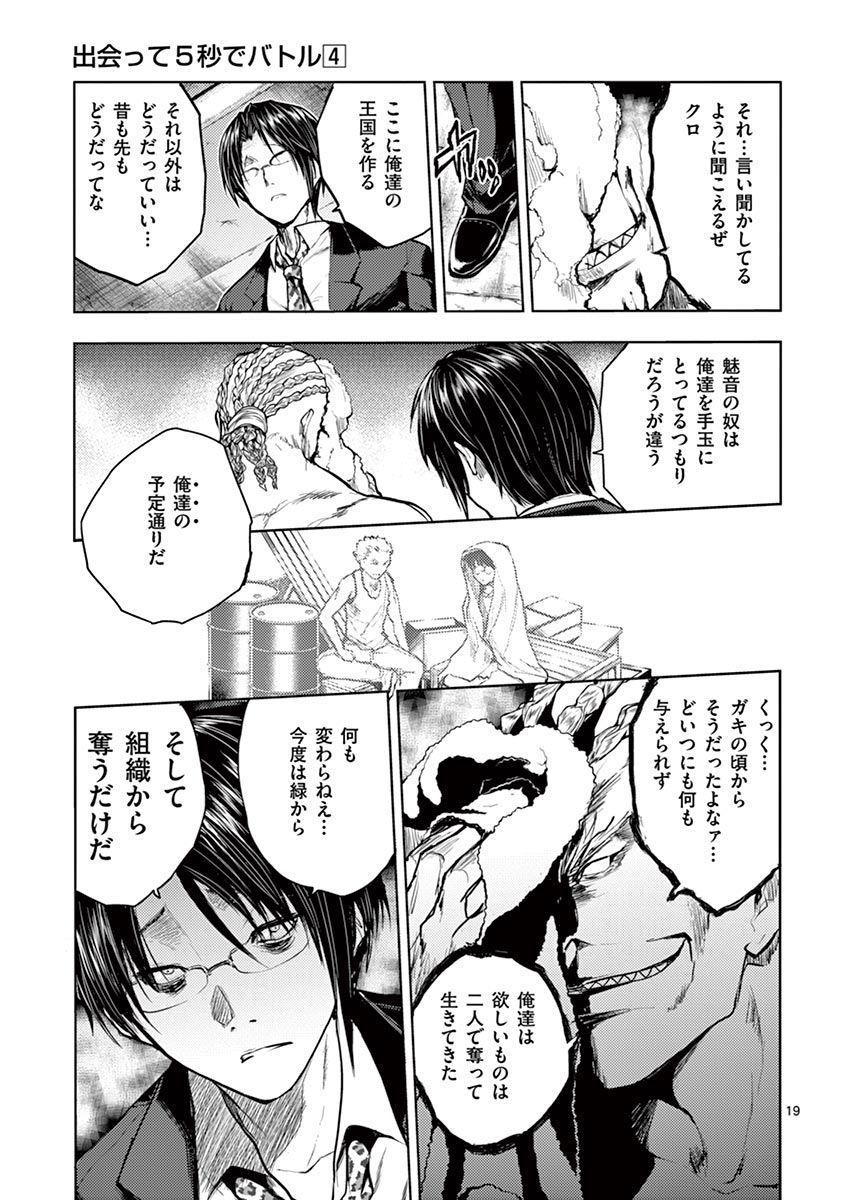 出会って5秒でバトル4
それ…言い聞かしてる
ように聞こえるぜ
クロ
ここに俺達の
王国を作る
それ以外は
どうだっていい…
昔も先も
どうだってな
魅音の奴は
俺達を手玉に
とってるつもり
だろうが違う
俺達の
予定通りだ
くっく…
ガキの頃から
そうだったよなァ…
どいつにも何も
与えられず
俺達は
欲しいものは
二人で奪って
生きてきた
何も
変わらねえ…
今度は緑から
そして
組織から
奪うだけだ
19